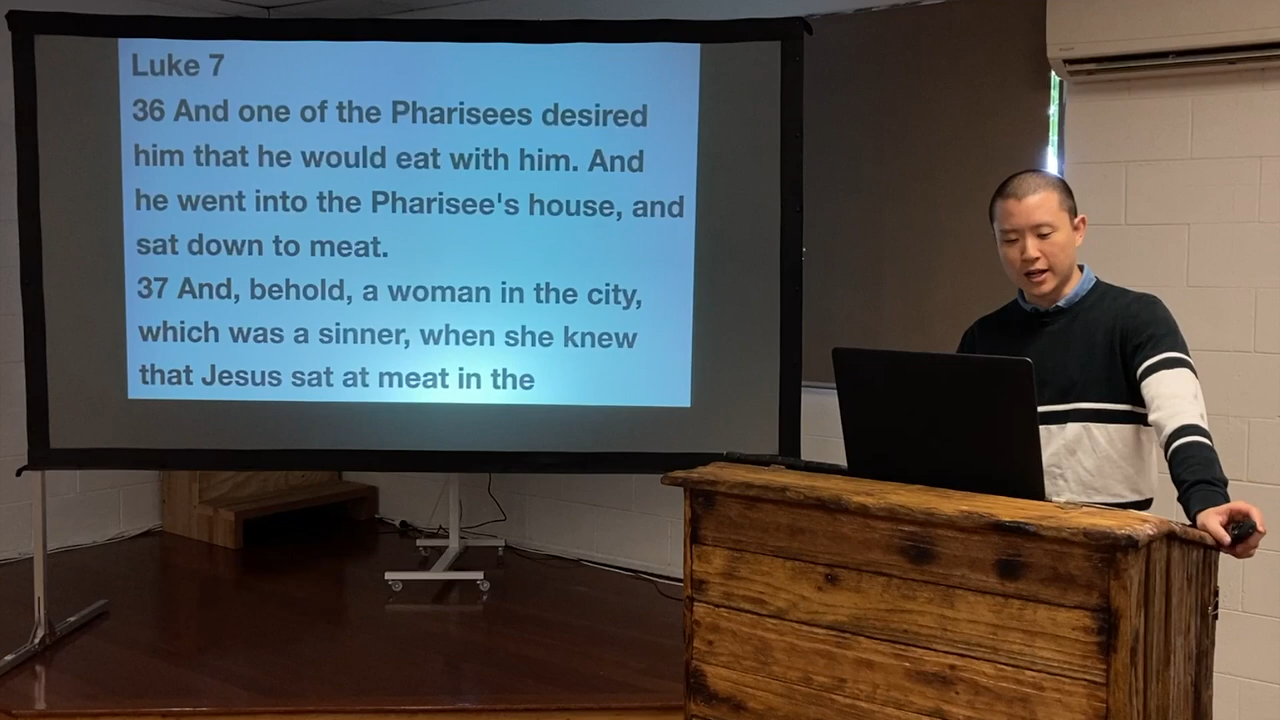 Luke 7
36 And one of the Pharisees desired
him that he would eat with him. And
he went into the Pharisee's house, and
sat down to meat.
37 And, behold, a woman in the city,
which was a sinner, when she knew
that Jesus sat at meat in the